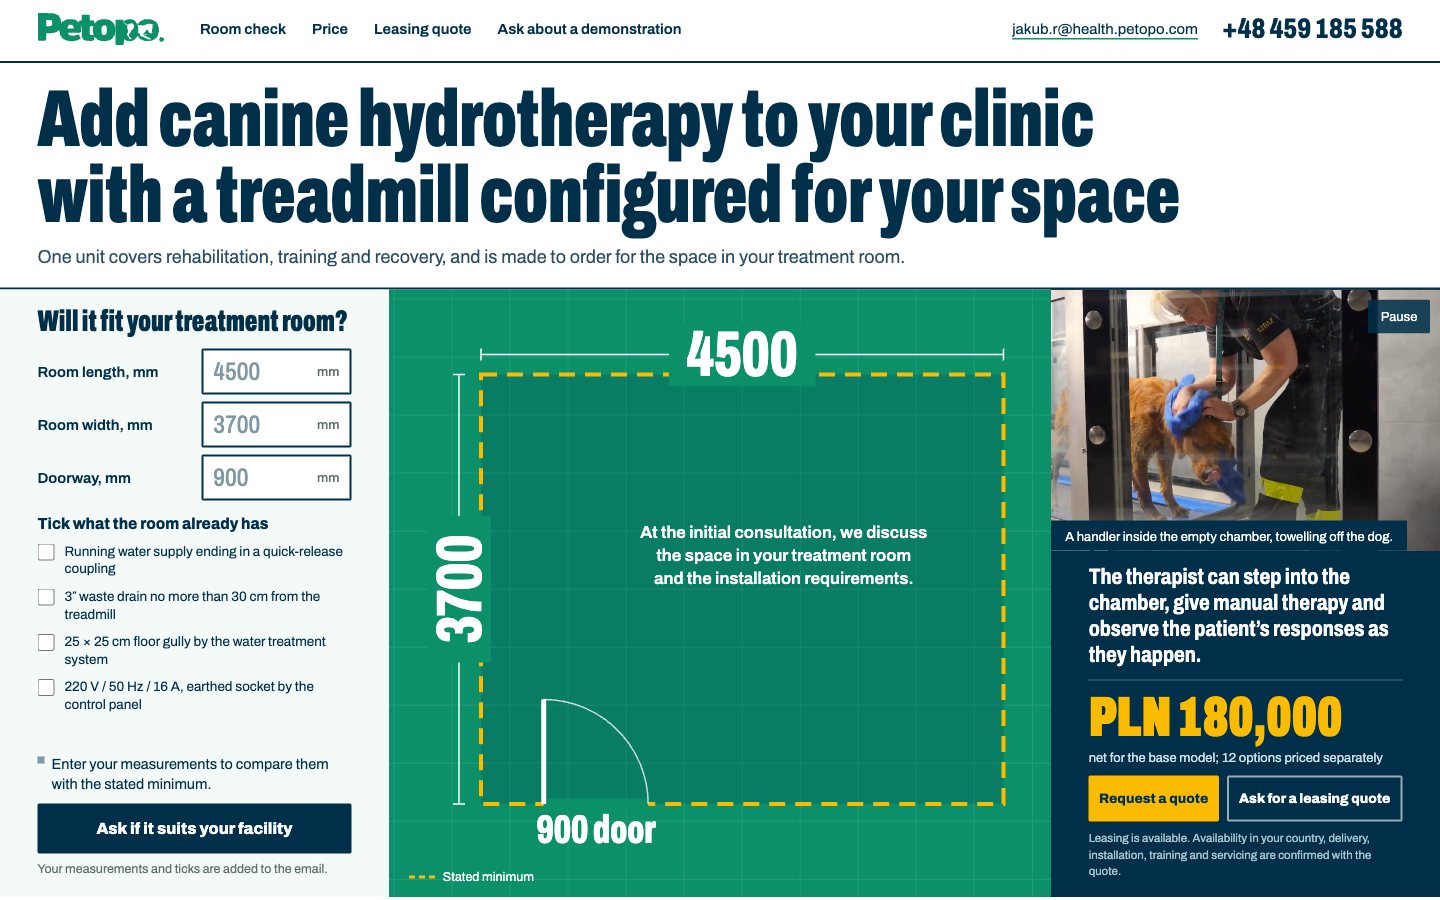 Petopo.
Room check
Price
Leasing quote
Ask about a demonstration
jakub.r@health.petopo.com
+48 459 185 588
Add canine hydrotherapy to your clinic
with a treadmill configured for your space
One unit covers rehabilitation, training and recovery, and is made to order for the space in your treatment room.
Will it fit your treatment room?
Room length, mm
4500 mm
Room width, mm
3700 mm
Doorway, mm
900 mm
Tick what the room already has
Running water supply ending in a quick-release
coupling
3″ waste drain no more than 30 cm from the
treadmill
25 × 25 cm floor gully by the water treatment
system
220 V / 50 Hz / 16 A, earthed socket by the
control panel
Enter your measurements to compare them
with the stated minimum.
Ask if it suits your facility
Your measurements and ticks are added to the email.
4500
3700
At the initial consultation, we discuss
the space in your treatment room
and the installation requirements.
900 door
Stated minimum
Pause
STRAZ
A handler inside the empty chamber, towelling off the dog.
The therapist can step into the
chamber, give manual therapy and
observe the patient’s responses as
they happen.
PLN 180,000
net for the base model; 12 options priced separately
Request a quote
Ask for a leasing quote
Leasing is available. Availability in your country, delivery,
installation, training and servicing are confirmed with the
quote.